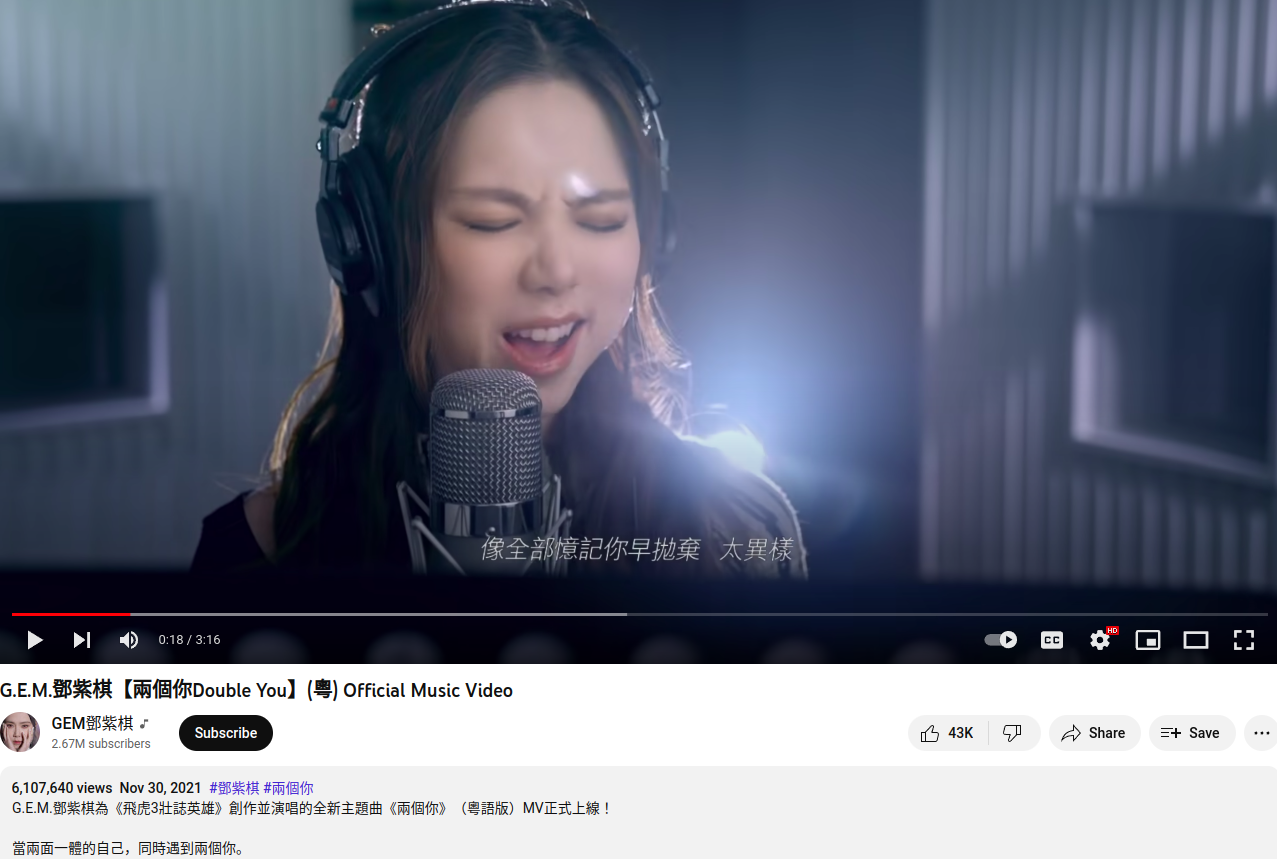 像全部憶記你早拋棄 太異樣
0:18 / 3:16
CC
HD
G.E.M.鄧紫棋【兩個你Double You】(粵) Official Music Video
GEM鄧紫棋
2.67M subscribers
Subscribe
43K
Share
Save
6,107,640 views Nov 30, 2021 #鄧紫棋 #兩個你
G.E.M.鄧紫棋為《飛虎3壯誌英雄》創作並演唱的全新主題曲《兩個你》（粵語版）MV正式上線！
當兩面一體的自己，同時遇到兩個你。